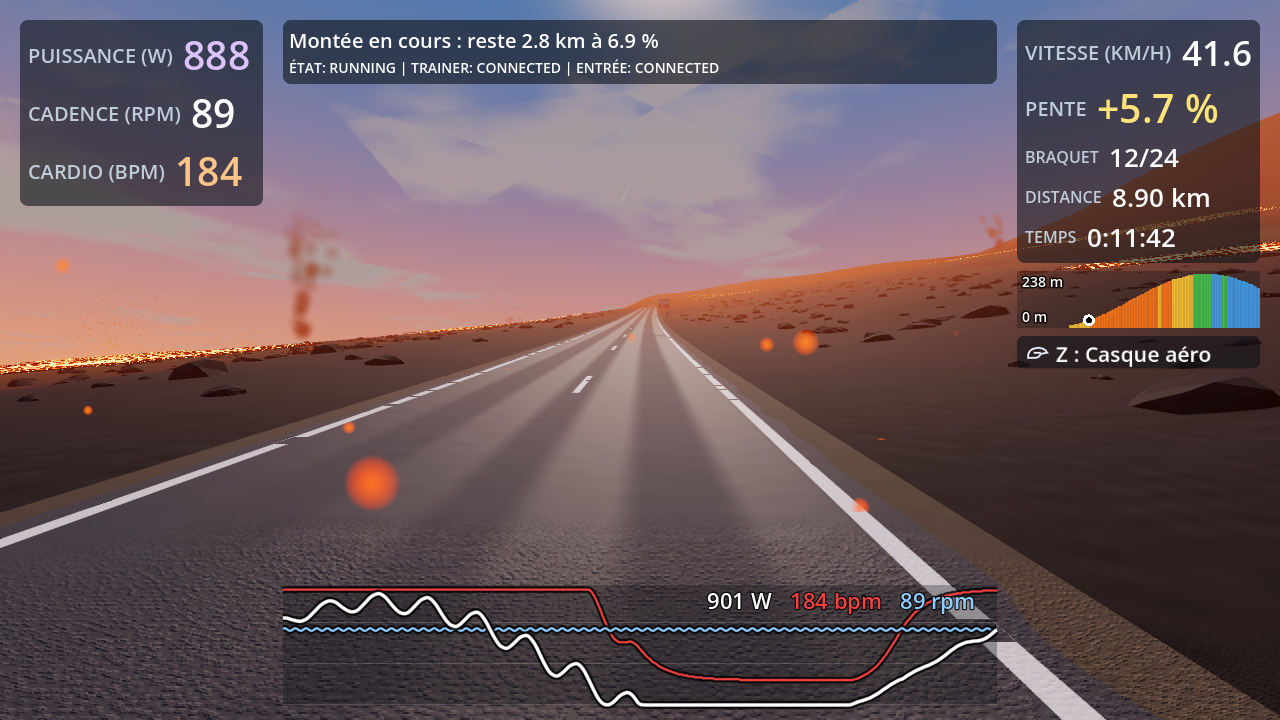 PUISSANCE (W) 888
CADENCE (RPM) 89
CARDIO (BPM) 184
Montée en cours : reste 2.8 km à 6.9 %
ÉTAT: RUNNING | TRAINER: CONNECTED | ENTRÉE: CONNECTED
VITESSE (KM/H) 41.6
PENTE +5.7 %
BRAQUET 12/24
DISTANCE 8.90 km
TEMPS 0:11:42
238 m
0 m
Z : Casque aéro
901 W 184 bpm 89 rpm